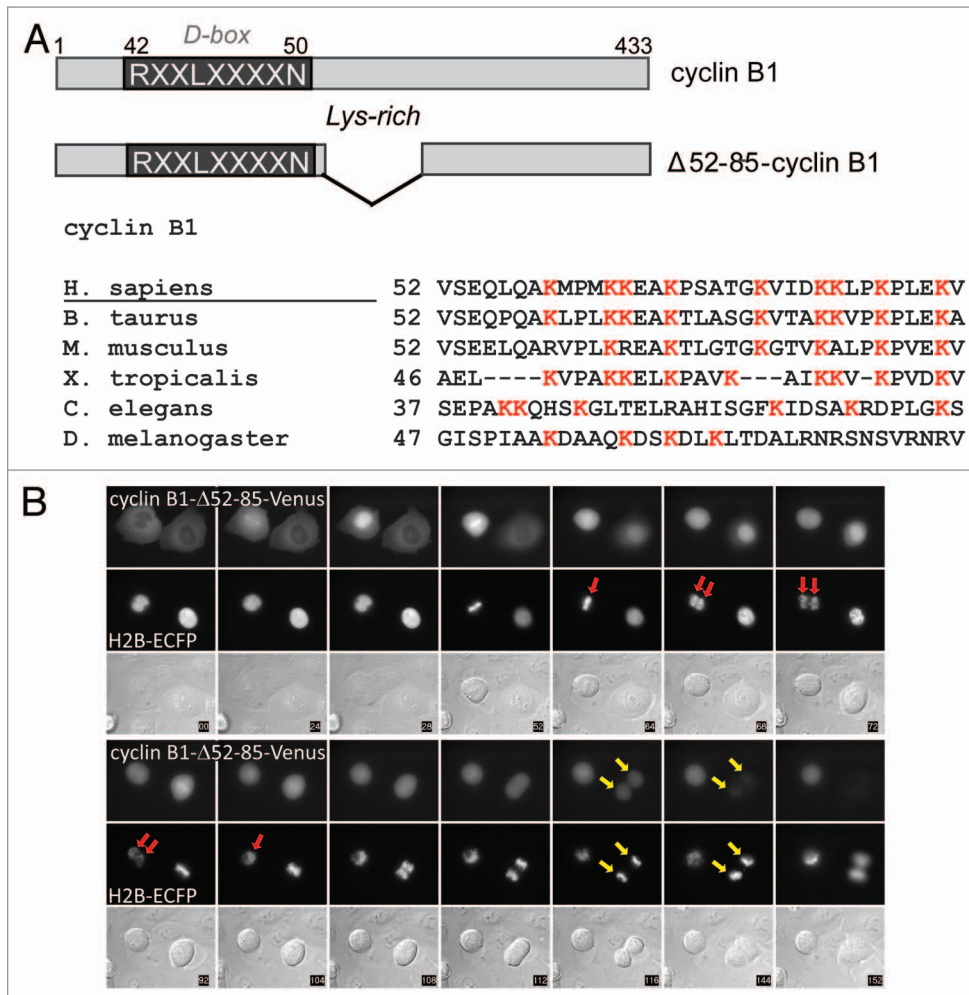 A
D-box
1 42 50 433
RXXLXXXXN
cyclin B1
Lys-rich
RXXLXXXXN
Δ52-85-cyclin B1
cyclin B1
H. sapiens 52 VSEQLQAKMPMKKEAKPSATGKVIDKKLPKPLEKV
B. taurus 52 VSEQPQAKLPLKKEAKTLASGKVTAKKVPKPLEKA
M. musculus 52 VSEELQARVPLKREAKTLGTGKGTVKALPKPVEKV
X. tropicalis 46 AEL----KVPAKKELKPAVK---AIKKV-KPVDKV
C. elegans 37 SEPAKKQHSKGLTELRAHISGFKIDSAKRDPLGKS
D. melanogaster 47 GISPIAAKDAAQKDSKDLKLTDALRNRSNSVRNRV
B
cyclin B1-Δ52-85-Venus
H2B-ECFP
00 24 28 52 64 68 72
cyclin B1-Δ52-85-Venus
H2B-ECFP
92 104 108 112 116 144 152